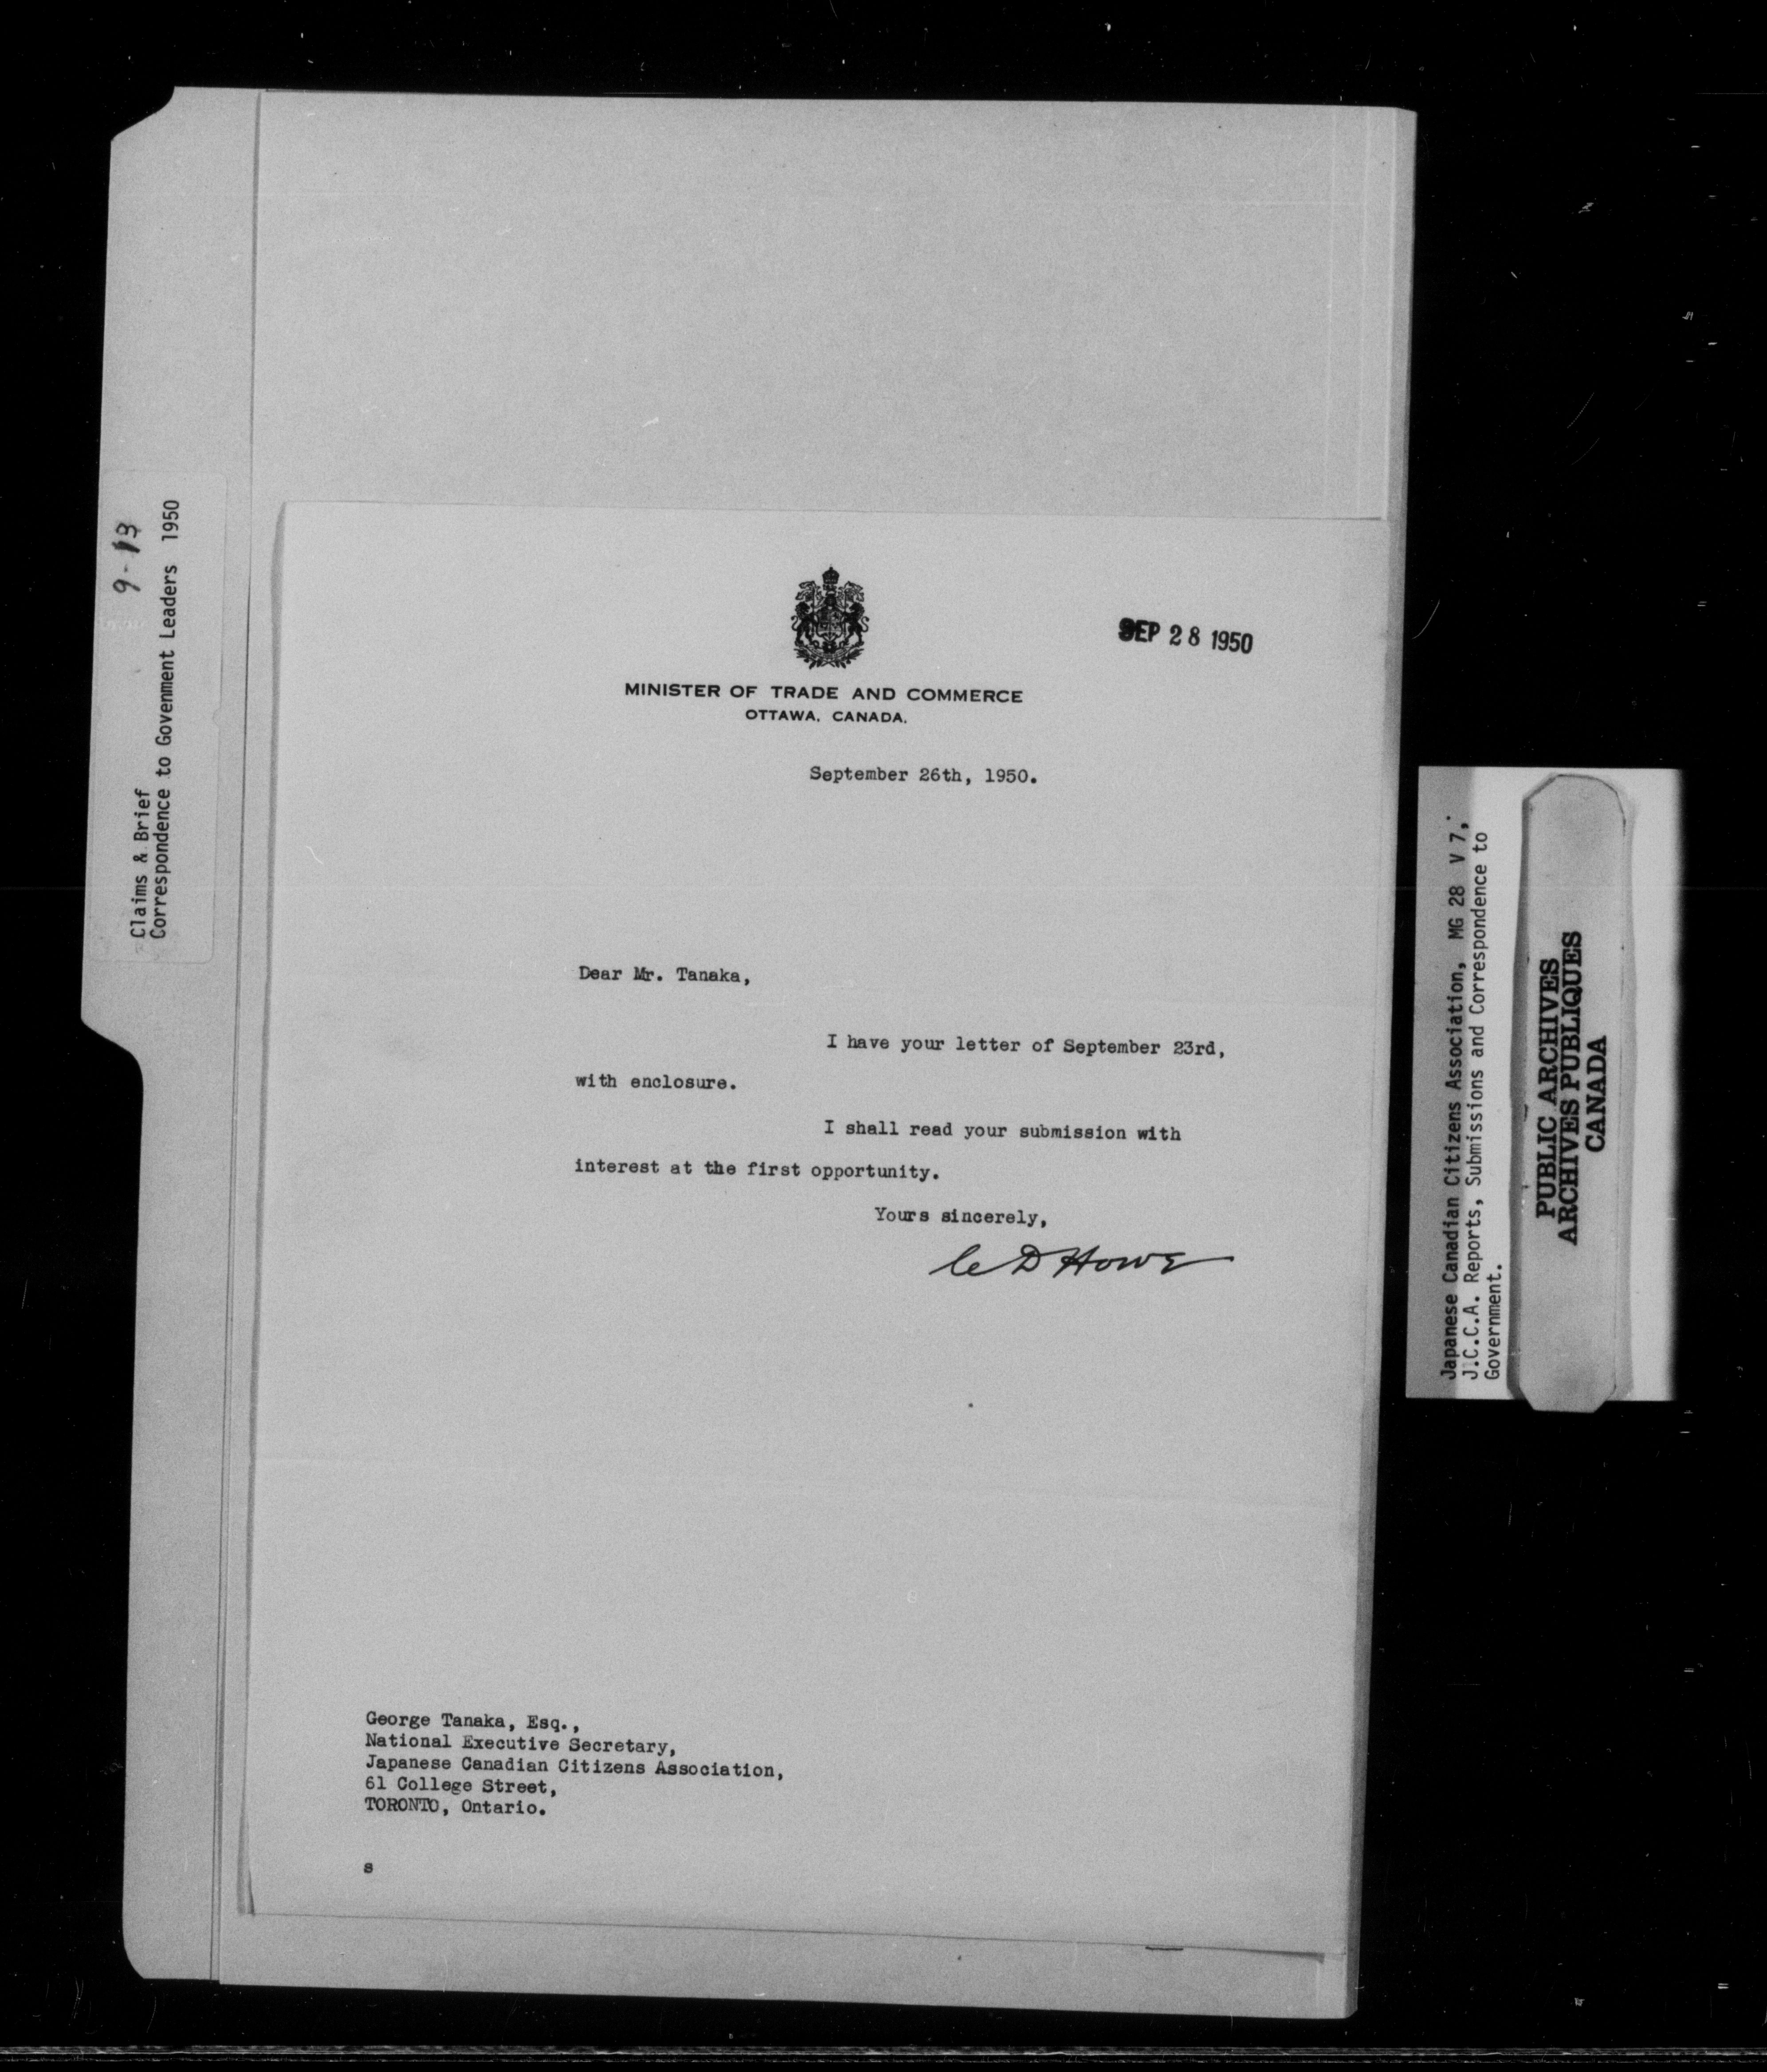 9-13
Claims & Brief
Correspondence to Govenment Leaders 1950
SEP 28 1950
MINISTER OF TRADE AND COMMERCE
OTTAWA, CANADA.
September 26th, 1950.
Dear Mr. Tanaka,
I have your letter of September 23rd,
with enclosure.
I shall read your submission with
interest at the first opportunity.
Yours sincerely,
CD Howe
George Tanaka, Esq.,
National Executive Secretary,
Japanese Canadian Citizens Association,
61 College Street,
TORONTO, Ontario.
s
Japanese Canadian Citizens Association, MG 28 V 7,
J.C.C.A. Reports, Submissions and Correspondence to
Government.
PUBLIC ARCHIVES
ARCHIVES PUBLIQUES
CANADA